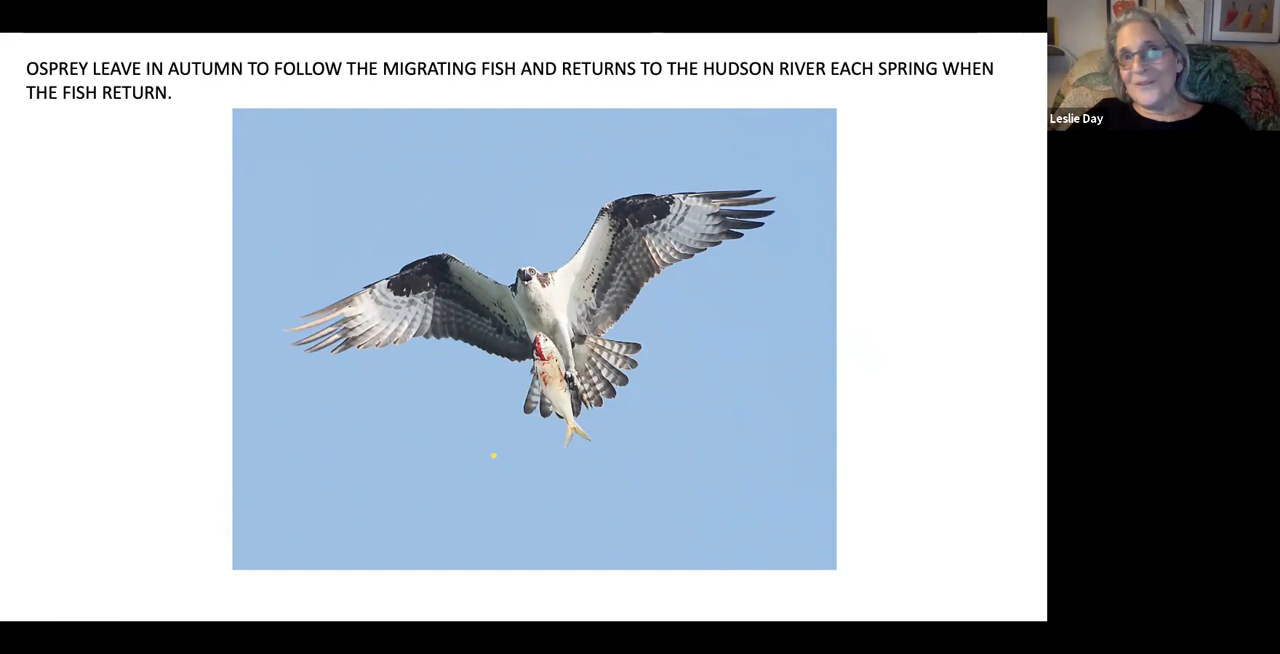 OSPREY LEAVE IN AUTUMN TO FOLLOW THE MIGRATING FISH AND RETURNS TO THE HUDSON RIVER EACH SPRING WHEN
THE FISH RETURN.
Leslie Day